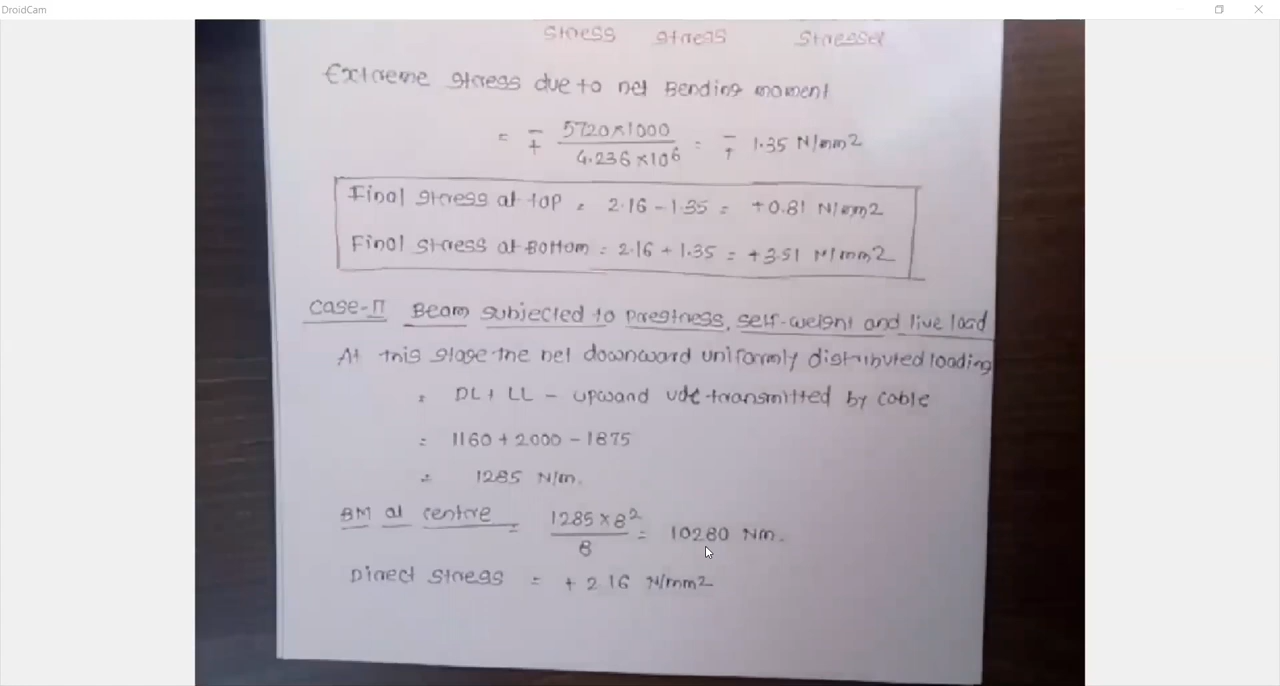 DroidCam
Stress Stress Stresses
Extreme stress due to net Bending moment
= ∓ 5720×1000 / 4.236×106 = ∓ 1.35 N/mm2
Final stress at top = 2.16 - 1.35 = +0.81 N/mm2
Final stress at Bottom = 2.16 + 1.35 = +3.51 N/mm2
Case-II Beam subjected to Prestress, self-weight and live load
At this stage the net downward uniformly distributed loading
= DL + LL - upward udl transmitted by cable
= 1160 + 2000 - 1875
= 1285 N/m.
BM at centre = 1285 × 8² / 8 = 10280 Nm.
Direct stress = + 2.16 N/mm2